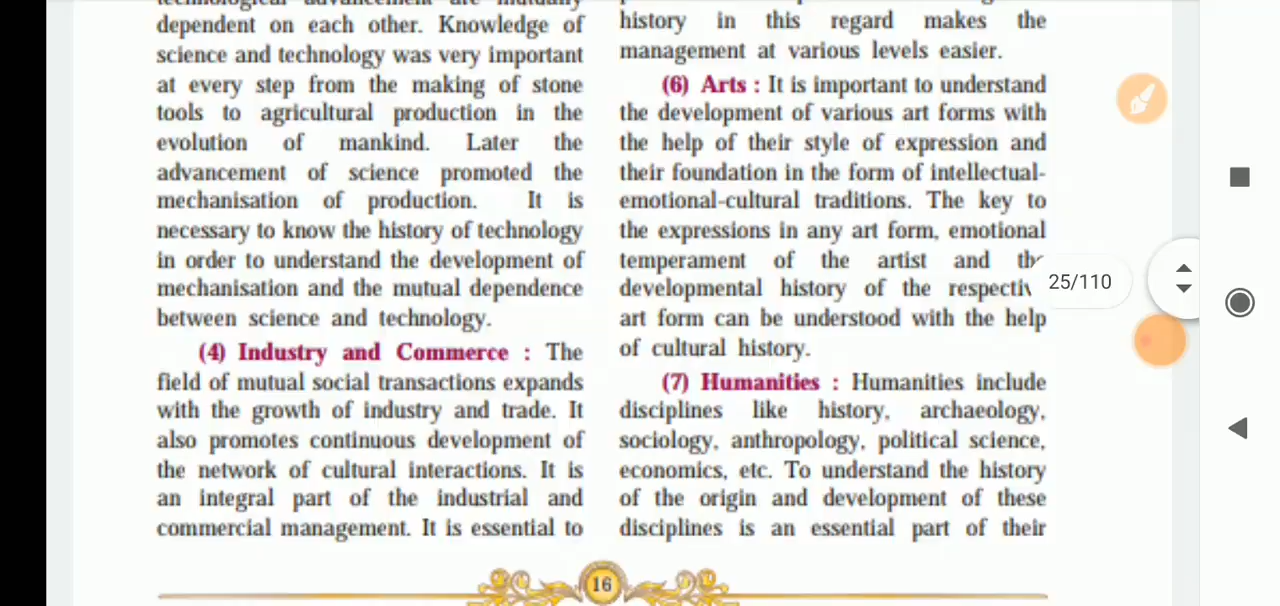 technological advancement are mutually
dependent on each other. Knowledge of
science and technology was very important
at every step from the making of stone
tools to agricultural production in the
evolution of mankind. Later the
advancement of science promoted the
mechanisation of production. It is
necessary to know the history of technology
in order to understand the development of
mechanisation and the mutual dependence
between science and technology.
(4) Industry and Commerce : The
field of mutual social transactions expands
with the growth of industry and trade. It
also promotes continuous development of
the network of cultural interactions. It is
an integral part of the industrial and
commercial management. It is essential to
history in this regard makes the
management at various levels easier.
(6) Arts : It is important to understand
the development of various art forms with
the help of their style of expression and
their foundation in the form of intellectual-
emotional-cultural traditions. The key to
the expressions in any art form, emotional
temperament of the artist and the
developmental history of the respectiv
art form can be understood with the help
of cultural history.
(7) Humanities : Humanities include
disciplines like history, archaeology,
sociology, anthropology, political science,
economics, etc. To understand the history
of the origin and development of these
disciplines is an essential part of their
16
25/110